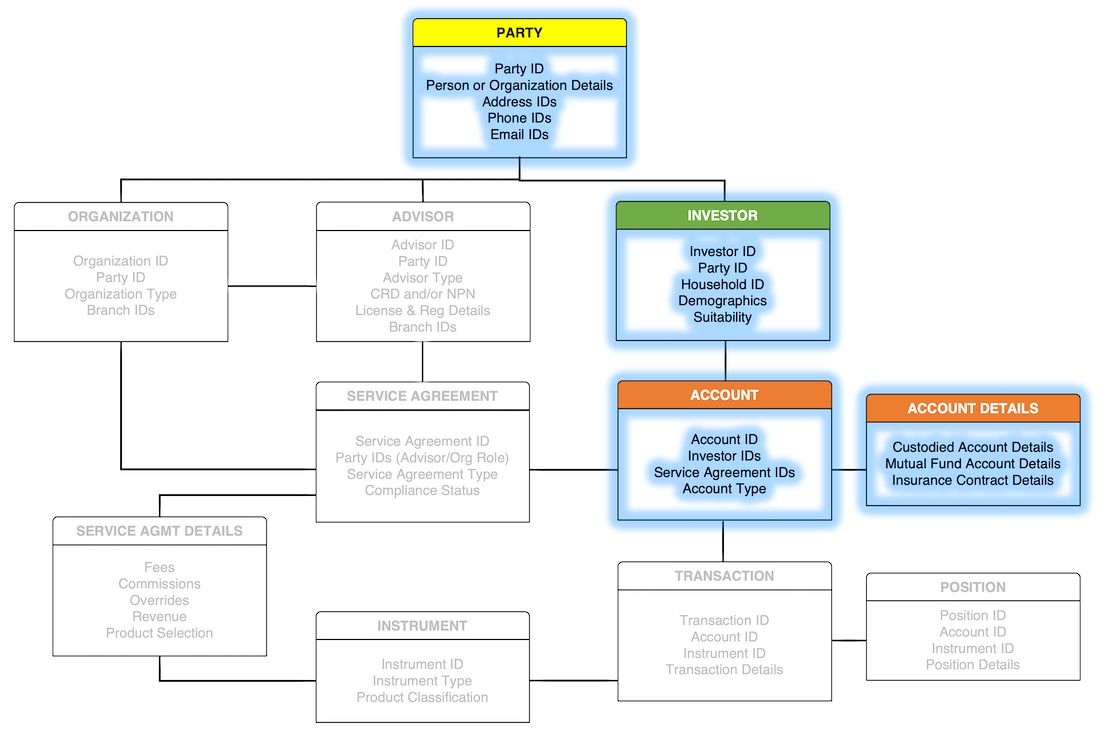 PARTY
Party ID
Person or Organization Details
Address IDs
Phone IDs
Email IDs
ORGANIZATION
Organization ID
Party ID
Organization Type
Branch IDs
ADVISOR
Advisor ID
Party ID
Advisor Type
CRD and/or NPN
License & Reg Details
Branch IDs
INVESTOR
Investor ID
Party ID
Household ID
Demographics
Suitability
SERVICE AGREEMENT
Service Agreement ID
Party IDs (Advisor/Org Role)
Service Agreement Type
Compliance Status
ACCOUNT
Account ID
Investor IDs
Service Agreement IDs
Account Type
ACCOUNT DETAILS
Custodied Account Details
Mutual Fund Account Details
Insurance Contract Details
SERVICE AGMT DETAILS
Fees
Commissions
Overrides
Revenue
Product Selection
INSTRUMENT
Instrument ID
Instrument Type
Product Classification
TRANSACTION
Transaction ID
Account ID
Instrument ID
Transaction Details
POSITION
Position ID
Account ID
Instrument ID
Position Details